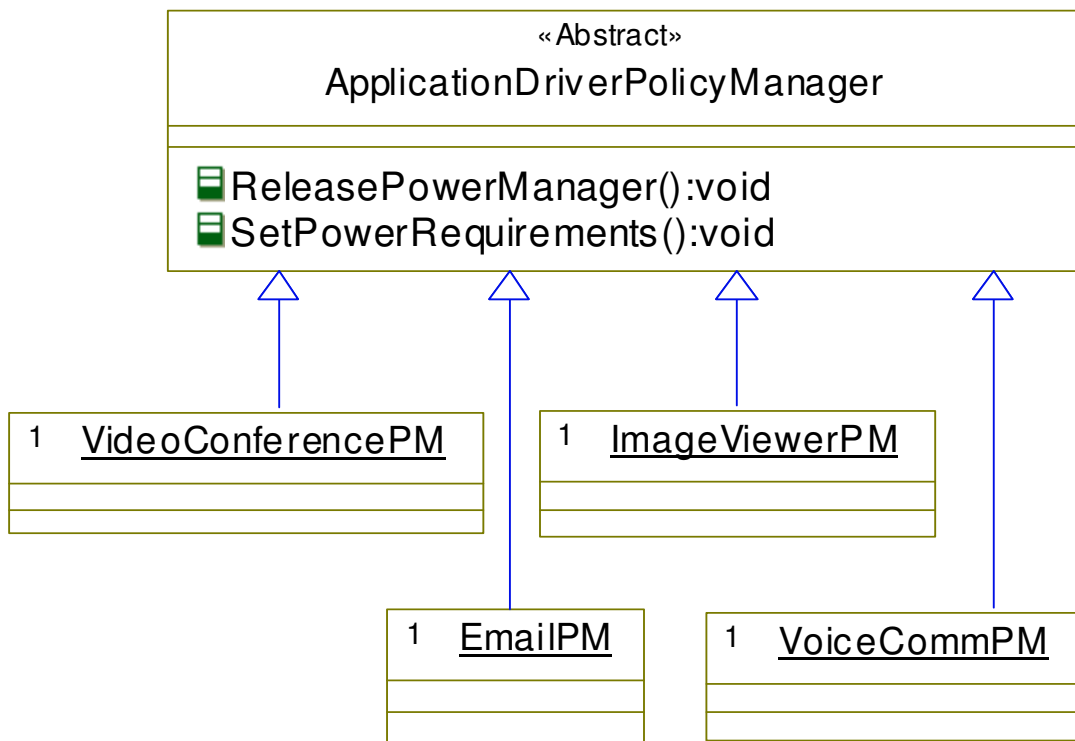 «Abstract»
ApplicationDriverPolicyManager
ReleasePowerManager():void
SetPowerRequirements():void
1 VideoConferencePM
1 ImageViewerPM
1 EmailPM
1 VoiceCommPM